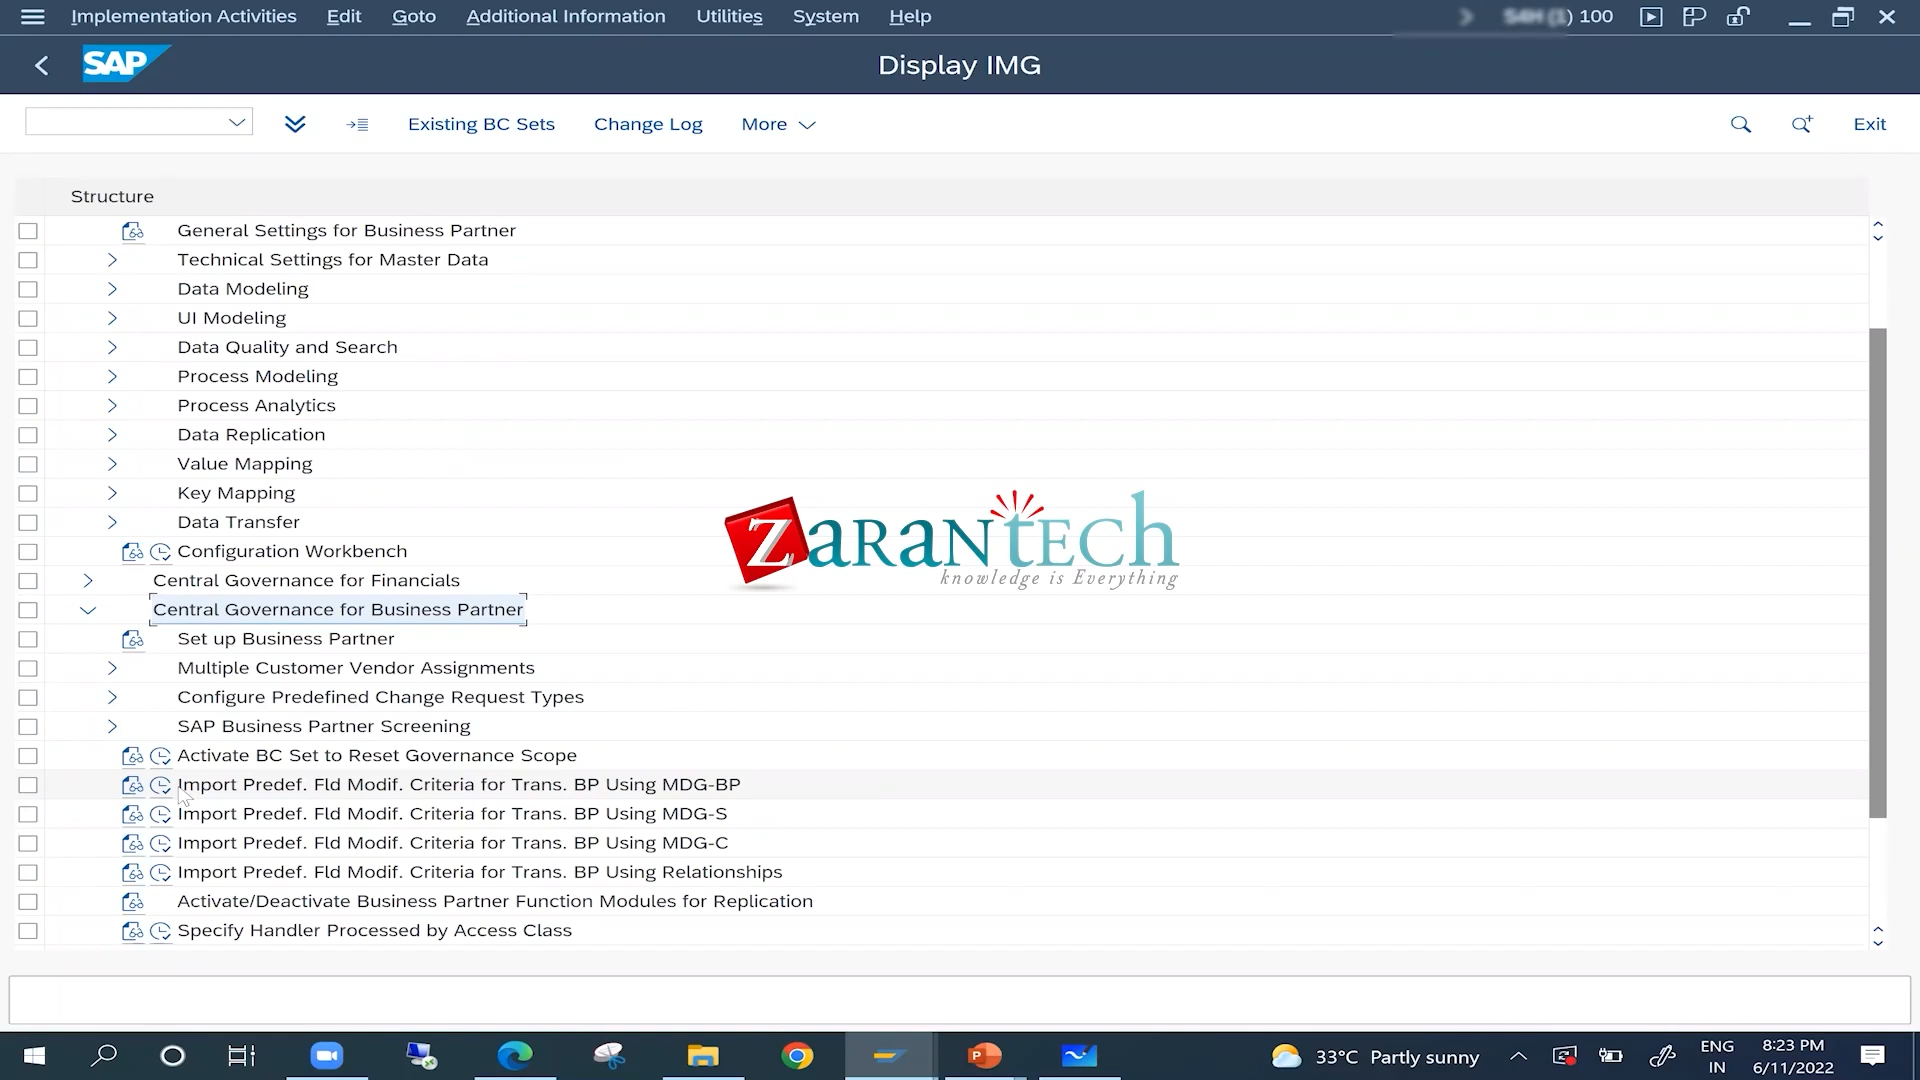 Implementation Activities Edit Goto Additional Information Utilities System Help 100
SAP Display IMG
Existing BC Sets Change Log More Exit
Structure
General Settings for Business Partner
Technical Settings for Master Data
Data Modeling
UI Modeling
Data Quality and Search
Process Modeling
Process Analytics
Data Replication
Value Mapping
Key Mapping
Data Transfer
Configuration Workbench
Central Governance for Financials
Central Governance for Business Partner
Set up Business Partner
Multiple Customer Vendor Assignments
Configure Predefined Change Request Types
SAP Business Partner Screening
Activate BC Set to Reset Governance Scope
Import Predef. Fld Modif. Criteria for Trans. BP Using MDG-BP
Import Predef. Fld Modif. Criteria for Trans. BP Using MDG-S
Import Predef. Fld Modif. Criteria for Trans. BP Using MDG-C
Import Predef. Fld Modif. Criteria for Trans. BP Using Relationships
Activate/Deactivate Business Partner Function Modules for Replication
Specify Handler Processed by Access Class
ZaranTech
knowledge is Everything
33°C Partly sunny
ENG
IN
8:23 PM
6/11/2022